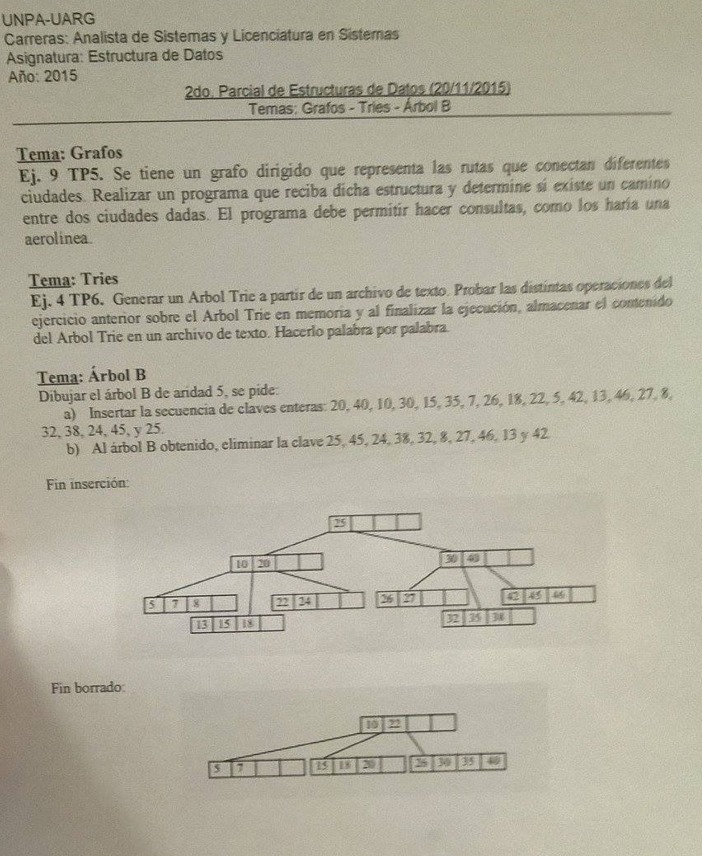 UNPA-UARG
Carreras: Analista de Sistemas y Licenciatura en Sistemas
Asignatura: Estructura de Datos
Año: 2015
2do. Parcial de Estructuras de Datos (20/11/2015)
Temas: Grafos - Tries - Árbol B
Tema: Grafos
Ej. 9 TP5. Se tiene un grafo dirigido que representa las rutas que conectan diferentes
ciudades. Realizar un programa que reciba dicha estructura y determine si existe un camino
entre dos ciudades dadas. El programa debe permitir hacer consultas, como los haría una
aerolínea.
Tema: Tries
Ej. 4 TP6. Generar un Arbol Trie a partir de un archivo de texto. Probar las distintas operaciones del
ejercicio anterior sobre el Arbol Trie en memoria y al finalizar la ejecución, almacenar el contenido
del Arbol Trie en un archivo de texto. Hacerlo palabra por palabra.
Tema: Árbol B
Dibujar el árbol B de aridad 5, se pide:
a) Insertar la secuencia de claves enteras: 20, 40, 10, 30, 15, 35, 7, 26, 18, 22, 5, 42, 13, 46, 27, 8,
32, 38, 24, 45, y 25.
b) Al árbol B obtenido, eliminar la clave 25, 45, 24, 38, 32, 8, 27, 46, 13 y 42.
Fin inserción:
25
10 20 30 40
5 7 8 22 24 26 27 42 45 46
13 15 18 32 35 38
Fin borrado:
10 22
5 7 15 18 20 26 30 35 40